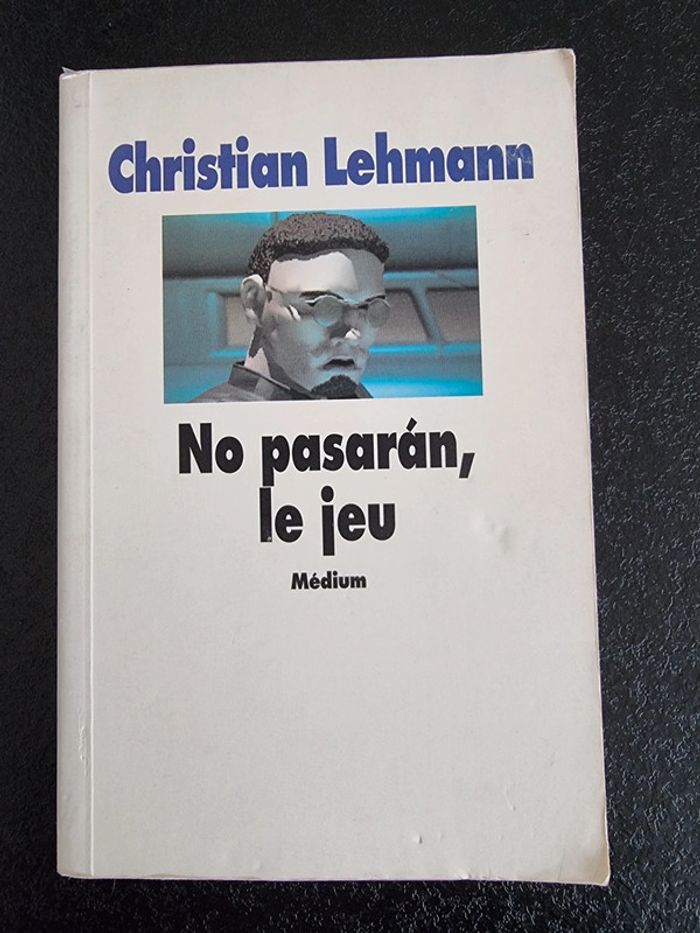 Christian Lehmann
No pasarán,
le jeu
Médium